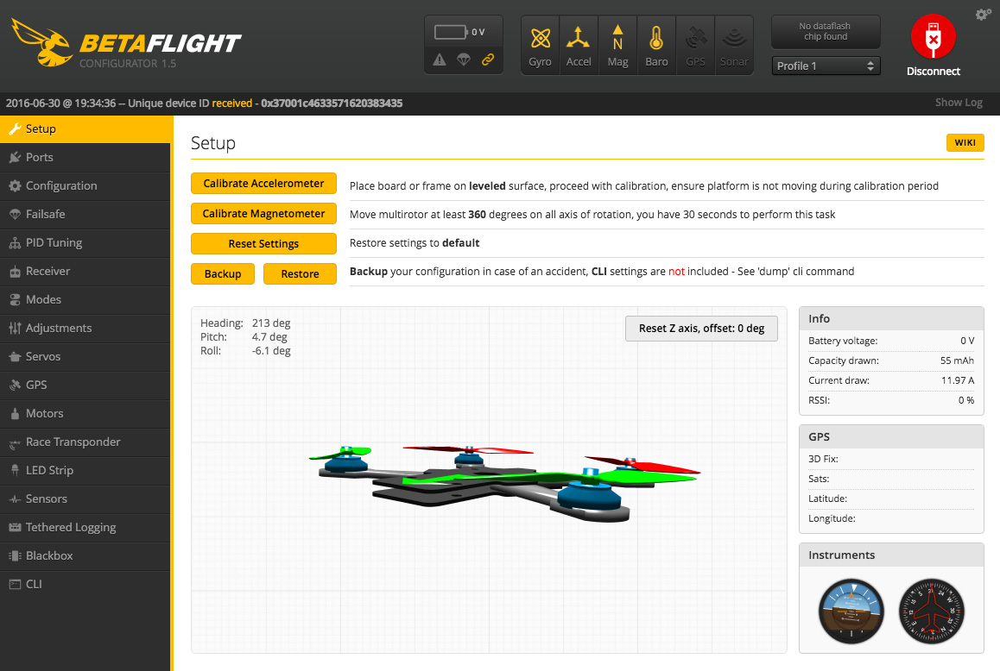 BETAFLIGHT
CONFIGURATOR 1.5
0 V
Gyro
Accel
N
Mag
Baro
GPS
Sonar
No dataflash
chip found
Profile 1
Disconnect
2016-06-30 @ 19:34:36 -- Unique device ID received - 0x37001c4633571620383435
Show Log
Setup
Ports
Configuration
Failsafe
PID Tuning
Receiver
Modes
Adjustments
Servos
GPS
Motors
Race Transponder
LED Strip
Sensors
Tethered Logging
Blackbox
CLI
Setup
WIKI
Calibrate Accelerometer
Place board or frame on leveled surface, proceed with calibration, ensure platform is not moving during calibration period
Calibrate Magnetometer
Move multirotor at least 360 degrees on all axis of rotation, you have 30 seconds to perform this task
Reset Settings
Restore settings to default
Backup
Restore
Backup your configuration in case of an accident, CLI settings are not included - See 'dump' cli command
Heading: 213 deg
Pitch: 4.7 deg
Roll: -6.1 deg
Reset Z axis, offset: 0 deg
Info
Battery voltage: 0 V
Capacity drawn: 55 mAh
Current draw: 11.97 A
RSSI: 0 %
GPS
3D Fix:
Sats:
Latitude:
Longitude:
Instruments